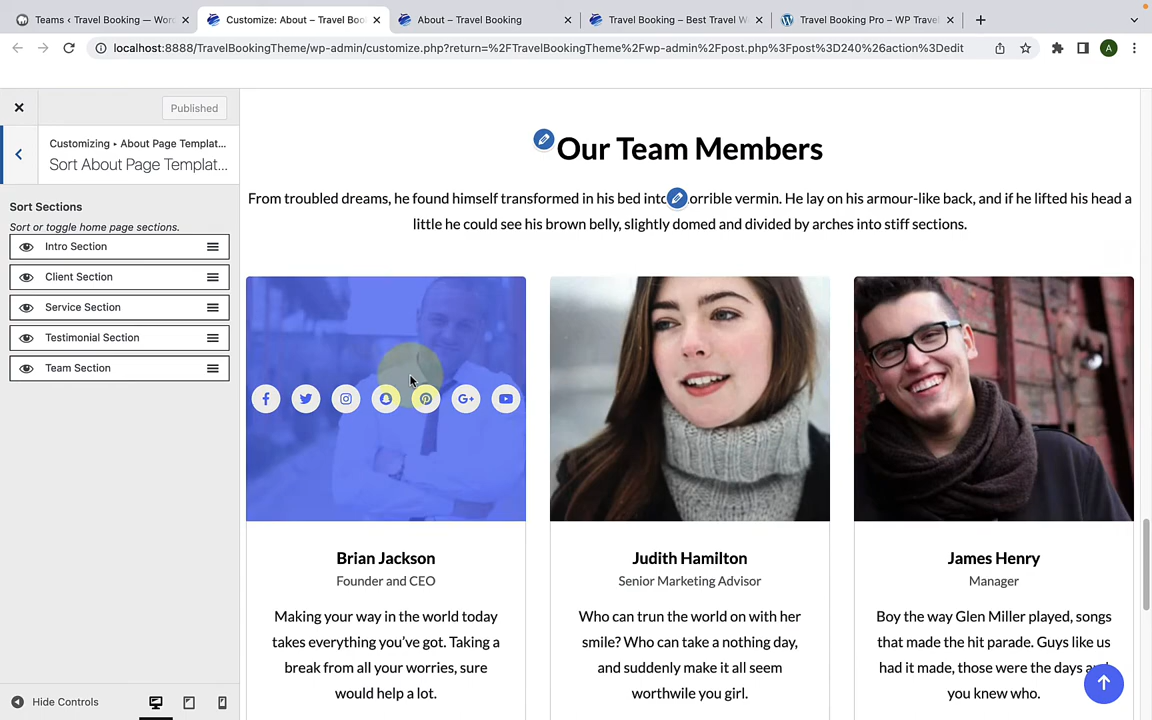 Teams ‹ Travel Booking — Wor
Customize: About – Travel Boo
About – Travel Booking
Travel Booking – Best Travel W
Travel Booking Pro – WP Trave
localhost:8888/TravelBookingTheme/wp-admin/customize.php?return=%2FTravelBookingTheme%2Fwp-admin%2Fpost.php%3Fpost%3D240%26action%3Dedit
A
Published
Customizing ▸ About Page Templat...
Sort About Page Templat...
Sort Sections
Sort or toggle home page sections.
Intro Section
Client Section
Service Section
Testimonial Section
Team Section
Hide Controls
Our Team Members
From troubled dreams, he found himself transformed in his bed into orrible vermin. He lay on his armour-like back, and if he lifted his head a
little he could see his brown belly, slightly domed and divided by arches into stiff sections.
Brian Jackson
Founder and CEO
Making your way in the world today
takes everything you've got. Taking a
break from all your worries, sure
would help a lot.
Judith Hamilton
Senior Marketing Advisor
Who can trun the world on with her
smile? Who can take a nothing day,
and suddenly make it all seem
worthwile you girl.
James Henry
Manager
Boy the way Glen Miller played, songs
that made the hit parade. Guys like us
had it made, those were the days
you knew who.